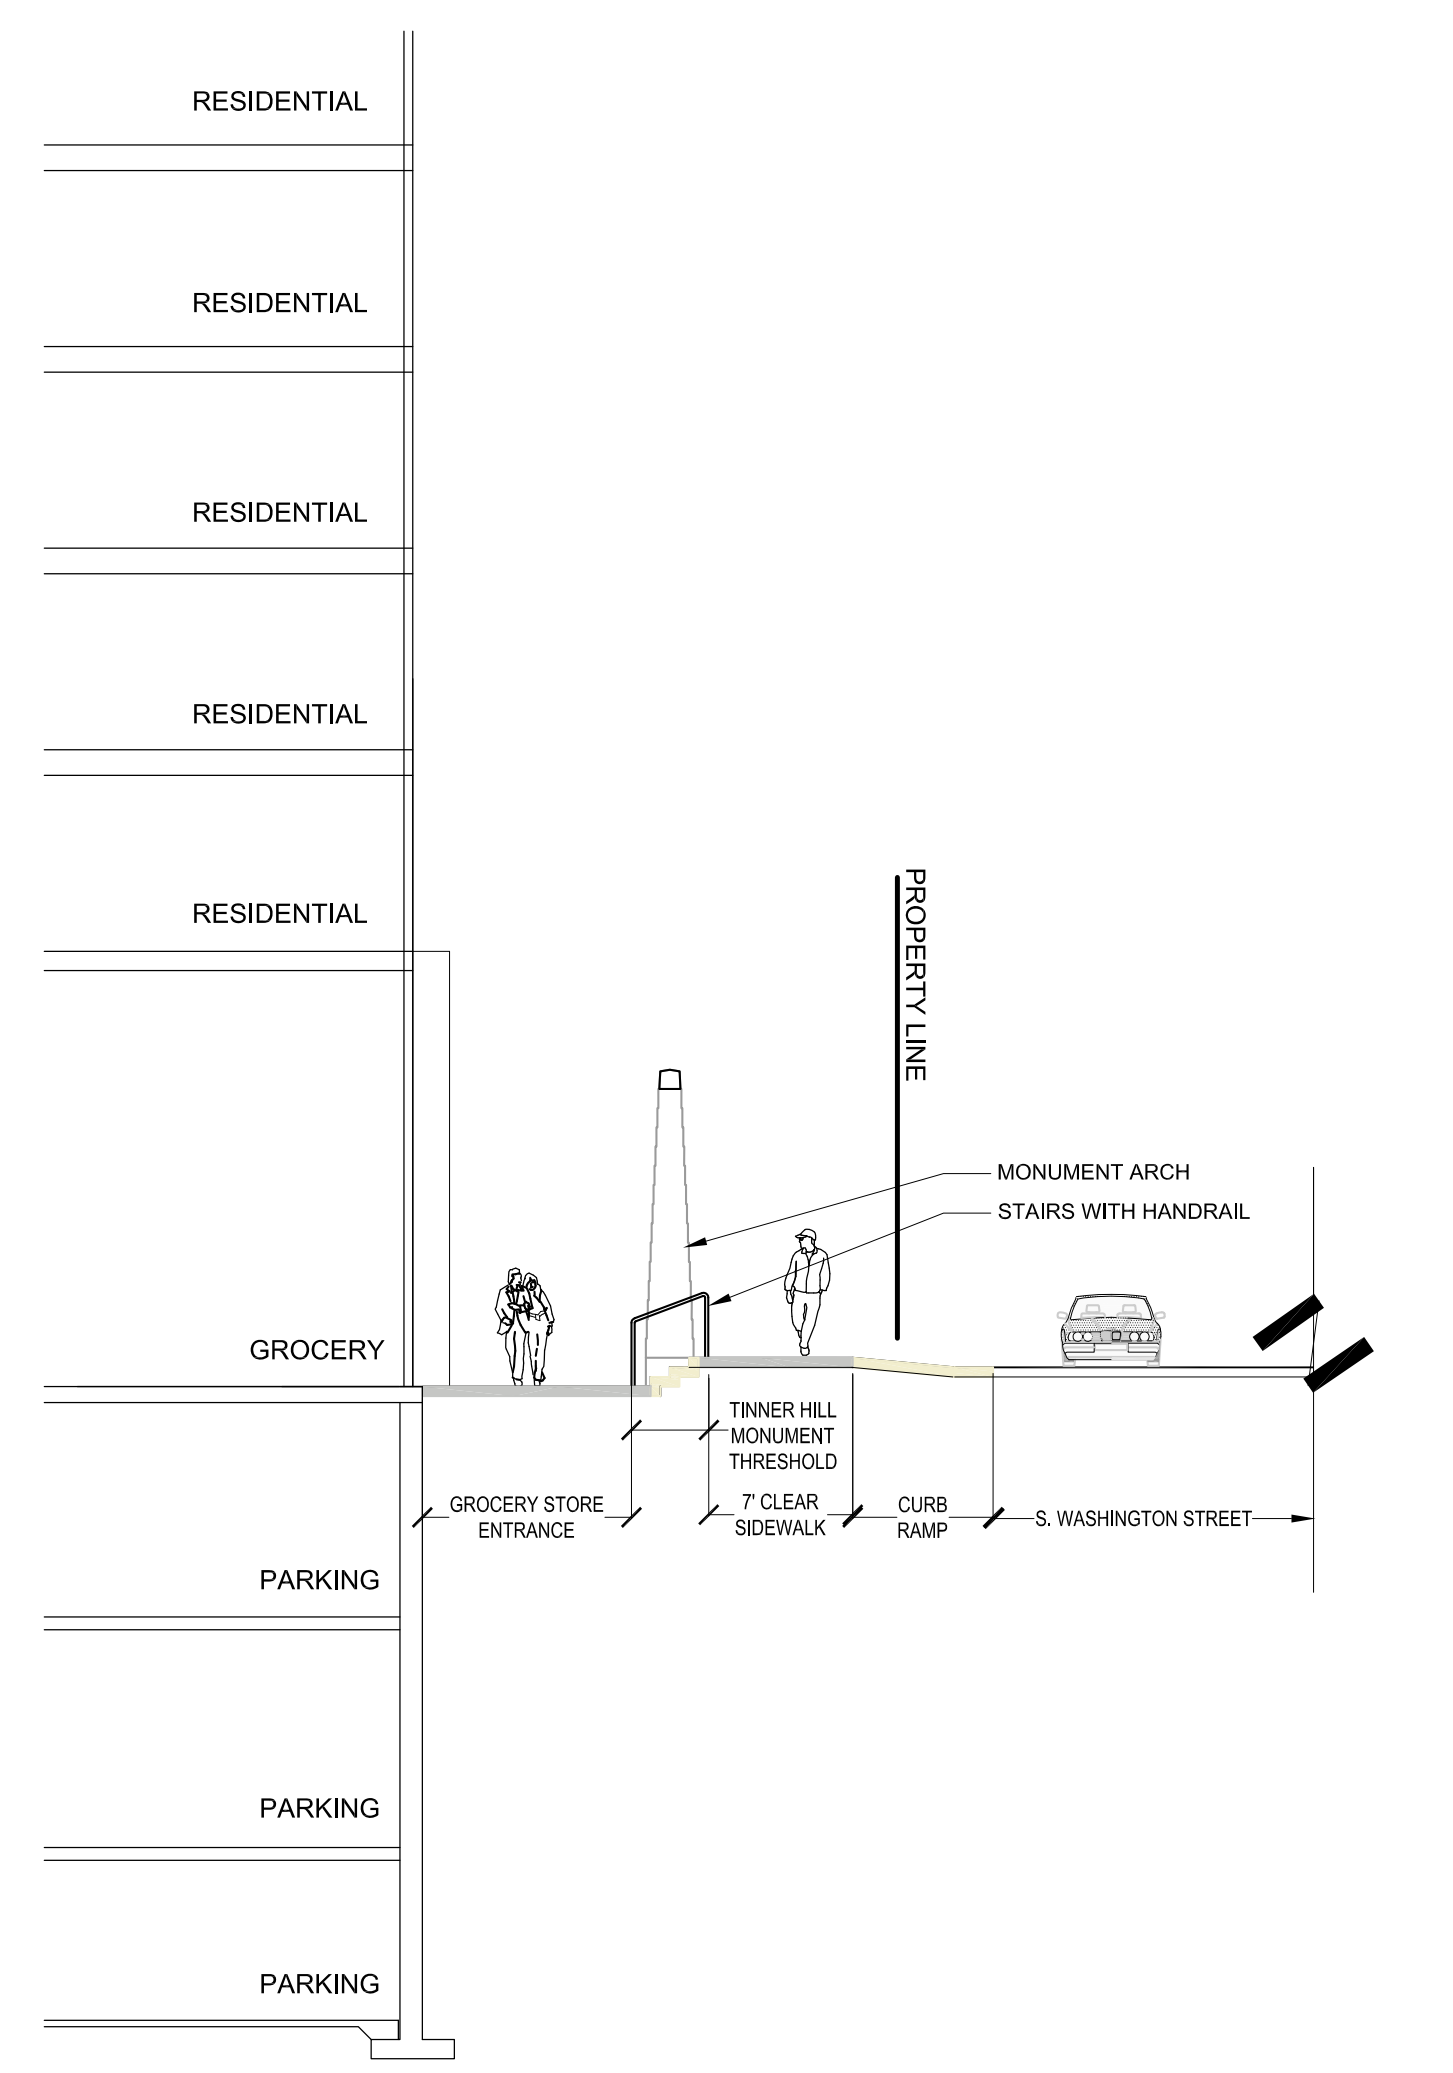 RESIDENTIAL
RESIDENTIAL
RESIDENTIAL
RESIDENTIAL
RESIDENTIAL
PROPERTY LINE
MONUMENT ARCH
STAIRS WITH HANDRAIL
GROCERY
TINNER HILL
MONUMENT
THRESHOLD
GROCERY STORE
ENTRANCE
7' CLEAR
SIDEWALK
CURB
RAMP
S. WASHINGTON STREET
PARKING
PARKING
PARKING